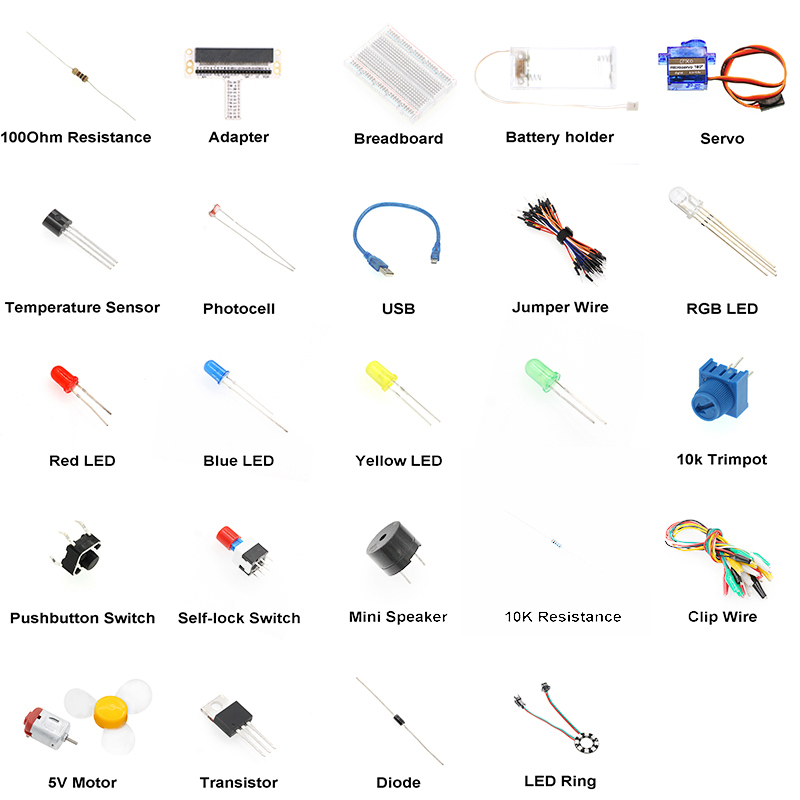 100Ohm Resistance
Adapter
Breadboard
Battery holder
Servo
Temperature Sensor
Photocell
USB
Jumper Wire
RGB LED
Red LED
Blue LED
Yellow LED
10k Trimpot
Pushbutton Switch
Self-lock Switch
Mini Speaker
10K Resistance
Clip Wire
5V Motor
Transistor
Diode
LED Ring